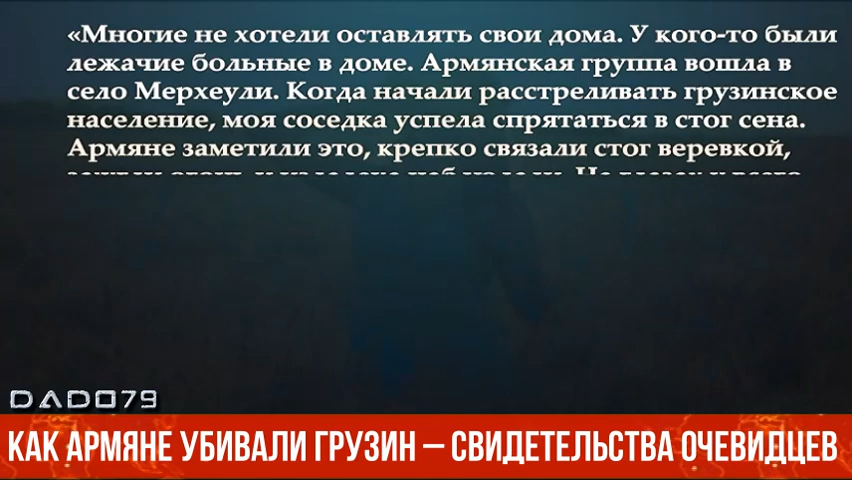 «Многие не хотели оставлять свои дома. У кого-то были
лежачие больные в доме. Армянская группа вошла в
село Мерхеули. Когда начали расстреливать грузинское
население, моя соседка успела спрятаться в стог сена.
Армяне заметили это, крепко связали стог веревкой,
DADO79
КАК АРМЯНЕ УБИВАЛИ ГРУЗИН – СВИДЕТЕЛЬСТВА ОЧЕВИДЦЕВ